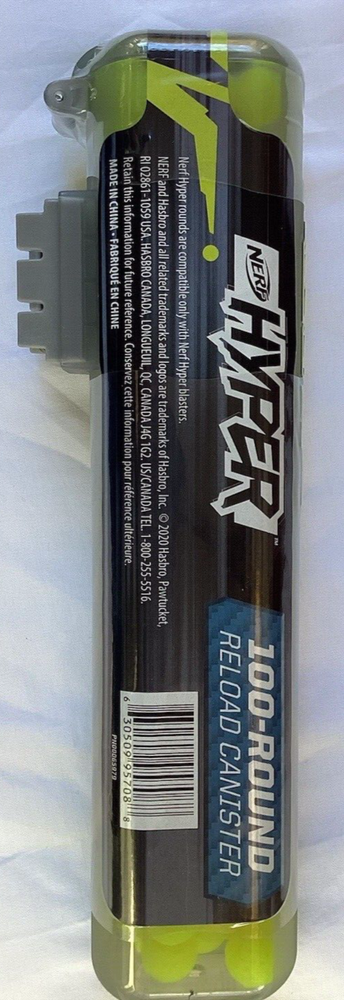 NERF
HYPER™
100-ROUND
RELOAD CANISTER
Nerf Hyper rounds are compatible only with Nerf Hyper blasters.
NERF and Hasbro and all related trademarks and logos are trademarks of Hasbro, Inc. © 2020 Hasbro, Pawtucket,
RI 02861-1059 USA. HASBRO CANADA, LONGUEUIL, QC, CANADA J4G 1G2. US/CANADA TEL. 1-800-255-5516.
Retain this information for future reference. Conservez cette information pour référence ultérieure.
MADE IN CHINA • FABRIQUÉ EN CHINE
6 30509 95708 8
PN00065979